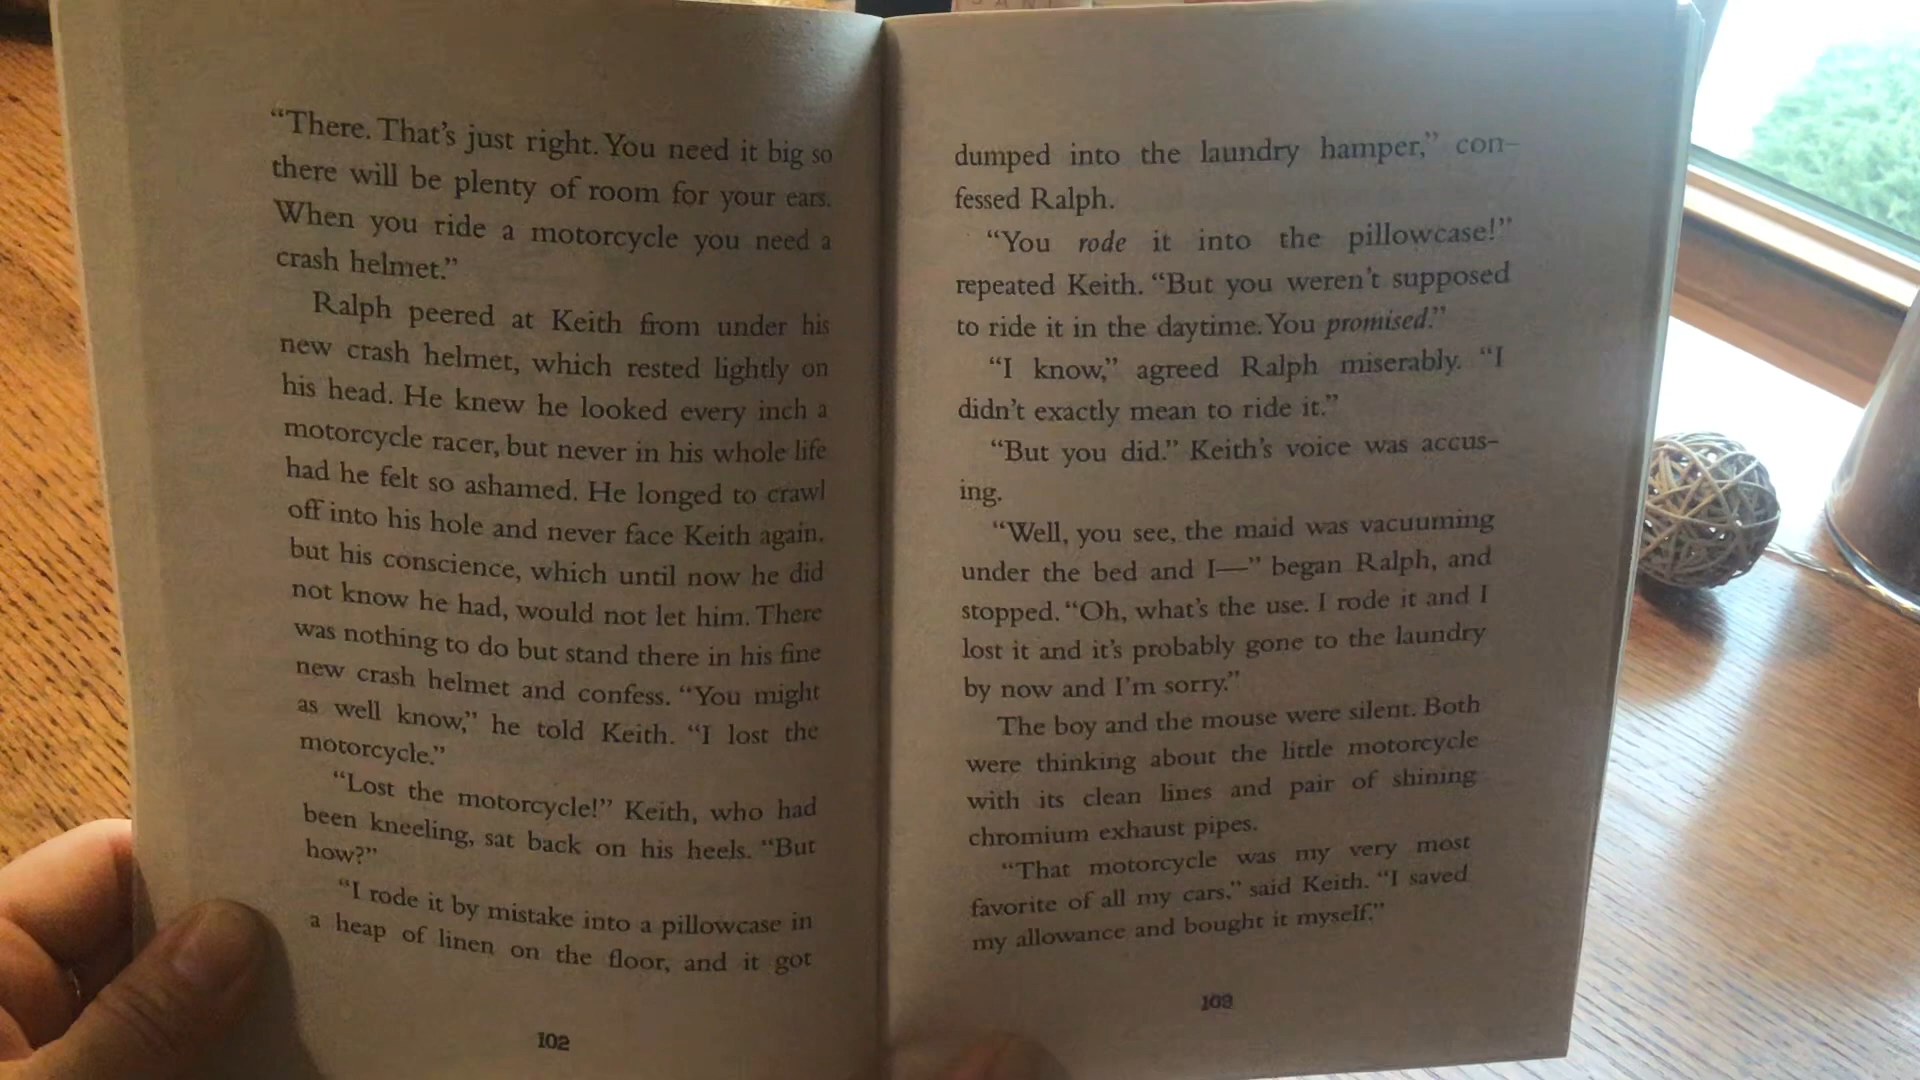 “There. That’s just right. You need it big so
there will be plenty of room for your ears.
When you ride a motorcycle you need a
crash helmet.”
Ralph peered at Keith from under his
new crash helmet, which rested lightly on
his head. He knew he looked every inch a
motorcycle racer, but never in his whole life
had he felt so ashamed. He longed to crawl
off into his hole and never face Keith again,
but his conscience, which until now he did
not know he had, would not let him. There
was nothing to do but stand there in his fine
new crash helmet and confess. “You might
as well know,” he told Keith. “I lost the
motorcycle.”
“Lost the motorcycle!” Keith, who had
been kneeling, sat back on his heels. “But
how?”
“I rode it by mistake into a pillowcase in
a heap of linen on the floor, and it got
102
dumped into the laundry hamper,” con-
fessed Ralph.
“You rode it into the pillowcase!”
repeated Keith. “But you weren’t supposed
to ride it in the daytime. You promised.”
“I know,” agreed Ralph miserably. “I
didn’t exactly mean to ride it.”
“But you did.” Keith’s voice was accus-
ing.
“Well, you see, the maid was vacuuming
under the bed and I—” began Ralph, and
stopped. “Oh, what’s the use. I rode it and I
lost it and it’s probably gone to the laundry
by now and I’m sorry.”
The boy and the mouse were silent. Both
were thinking about the little motorcycle
with its clean lines and pair of shining
chromium exhaust pipes.
“That motorcycle was my very most
favorite of all my cars,” said Keith. “I saved
my allowance and bought it myself.”
103